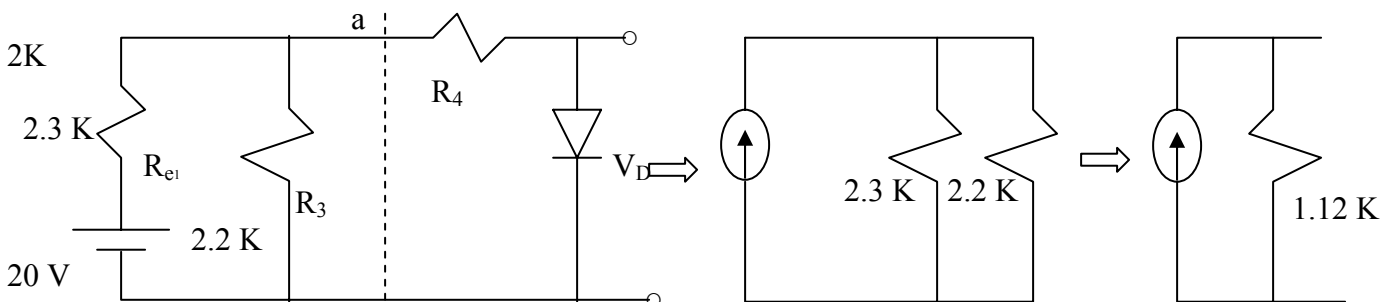 a
2K
R₄
2.3 K
Rₑ₁
V_D
R₃
2.3 K
2.2 K
1.12 K
2.2 K
20 V